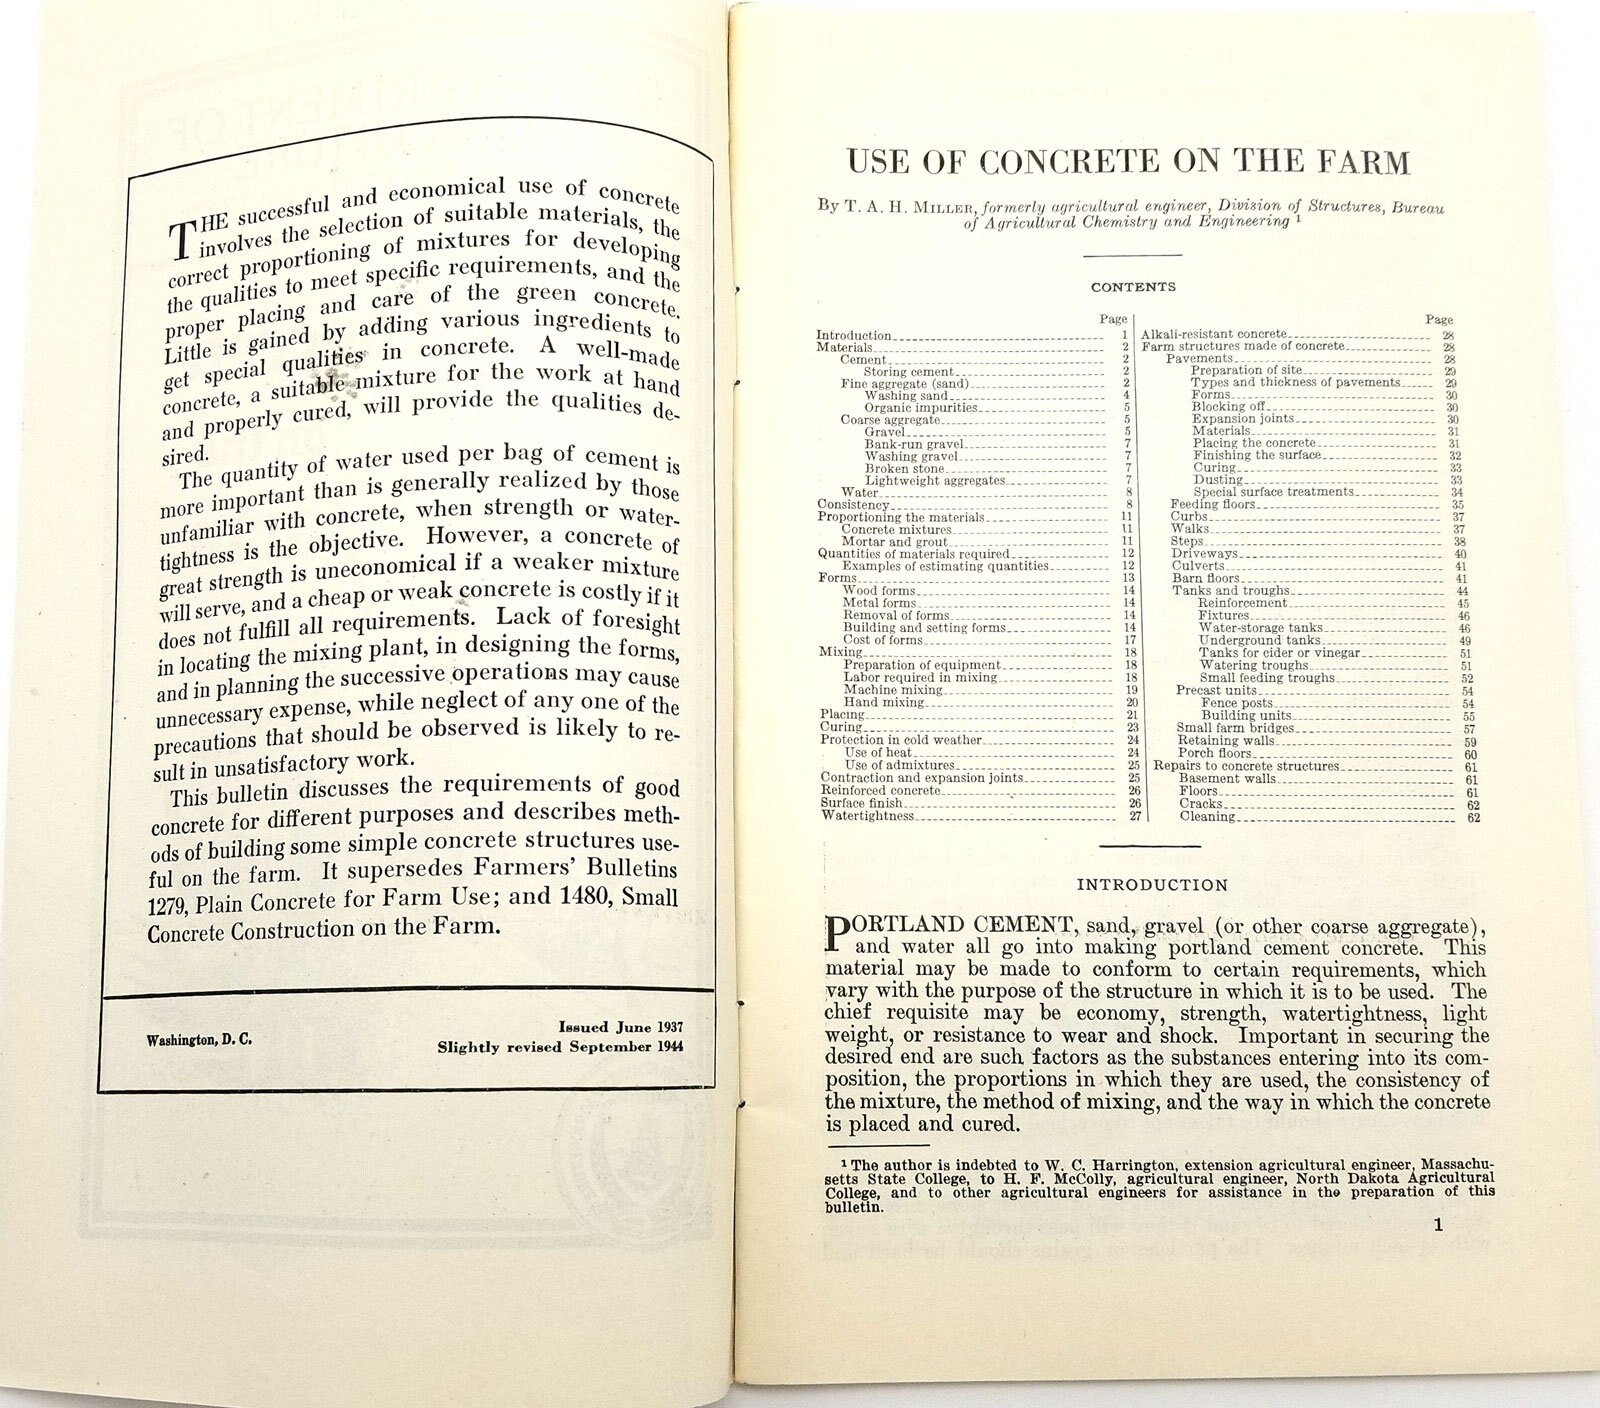 THE successful and economical use of concrete
involves the selection of suitable materials, the
correct proportioning of mixtures for developing
the qualities to meet specific requirements, and the
proper placing and care of the green concrete.
Little is gained by adding various ingredients to
get special qualities in concrete. A well-made
concrete, a suitable mixture for the work at hand
and properly cured, will provide the qualities de-
sired.
The quantity of water used per bag of cement is
more important than is generally realized by those
unfamiliar with concrete, when strength or water-
tightness is the objective. However, a concrete of
great strength is uneconomical if a weaker mixture
will serve, and a cheap or weak concrete is costly if it
does not fulfill all requirements. Lack of foresight
in locating the mixing plant, in designing the forms,
and in planning the successive operations may cause
unnecessary expense, while neglect of any one of the
precautions that should be observed is likely to re-
sult in unsatisfactory work.
This bulletin discusses the requirements of good
concrete for different purposes and describes meth-
ods of building some simple concrete structures use-
ful on the farm. It supersedes Farmers' Bulletins
1279, Plain Concrete for Farm Use; and 1480, Small
Concrete Construction on the Farm.
Washington, D. C.
Issued June 1937
Slightly revised September 1944
USE OF CONCRETE ON THE FARM
By T. A. H. MILLER, formerly agricultural engineer, Division of Structures, Bureau
of Agricultural Chemistry and Engineering 1
CONTENTS
Page
Introduction 1
Materials 2
Cement 2
Storing cement 2
Fine aggregate (sand) 2
Washing sand 4
Organic impurities 5
Coarse aggregate 5
Gravel 5
Bank-run gravel 7
Washing gravel 7
Broken stone 7
Lightweight aggregates 7
Water 8
Consistency 8
Proportioning the materials 11
Concrete mixtures 11
Mortar and grout 11
Quantities of materials required 12
Examples of estimating quantities 12
Forms 13
Wood forms 14
Metal forms 14
Removal of forms 14
Building and setting forms 14
Cost of forms 17
Mixing 18
Preparation of equipment 18
Labor required in mixing 18
Machine mixing 19
Hand mixing 20
Placing 21
Curing 23
Protection in cold weather 24
Use of heat 24
Use of admixtures 25
Contraction and expansion joints 25
Reinforced concrete 26
Surface finish 26
Watertightness 27
Page
Alkali-resistant concrete 28
Farm structures made of concrete 28
Pavements 28
Preparation of site 29
Types and thickness of pavements 29
Forms 30
Blocking off 30
Expansion joints 30
Materials 31
Placing the concrete 31
Finishing the surface 32
Curing 33
Dusting 33
Special surface treatments 34
Feeding floors 35
Curbs 37
Walks 37
Steps 38
Driveways 40
Culverts 41
Barn floors 41
Tanks and troughs 44
Reinforcement 45
Fixtures 46
Water-storage tanks 46
Underground tanks 49
Tanks for cider or vinegar 51
Watering troughs 51
Small feeding troughs 52
Precast units 54
Fence posts 54
Building units 55
Small farm bridges 57
Retaining walls 59
Porch floors 60
Repairs to concrete structures 61
Basement walls 61
Floors 61
Cracks 62
Cleaning 62
INTRODUCTION
PORTLAND CEMENT, sand, gravel (or other coarse aggregate),
and water all go into making portland cement concrete. This
material may be made to conform to certain requirements, which
vary with the purpose of the structure in which it is to be used. The
chief requisite may be economy, strength, watertightness, light
weight, or resistance to wear and shock. Important in securing the
desired end are such factors as the substances entering into its com-
position, the proportions in which they are used, the consistency of
the mixture, the method of mixing, and the way in which the concrete
is placed and cured.
1 The author is indebted to W. C. Harrington, extension agricultural engineer, Massachu-
setts State College, to H. F. McColly, agricultural engineer, North Dakota Agricultural
College, and to other agricultural engineers for assistance in the preparation of this
bulletin.
1